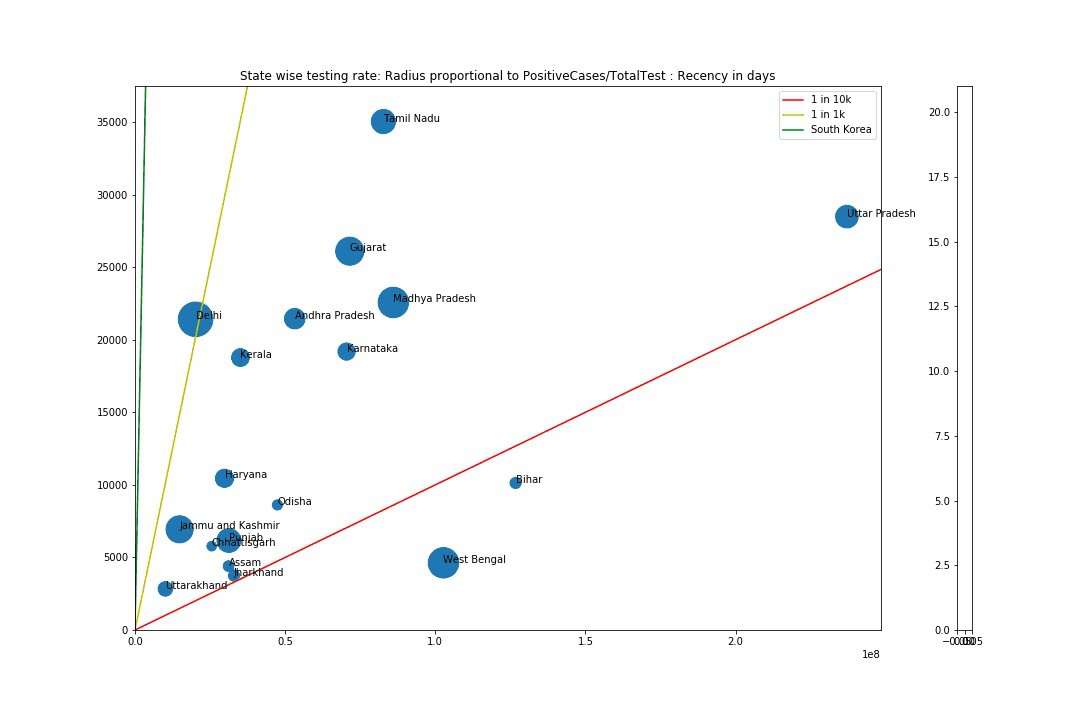 State wise testing rate: Radius proportional to PositiveCases/TotalTest : Recency in days
1 in 10k
1 in 1k
South Korea
35000
30000
25000
20000
15000
10000
5000
0
Tamil Nadu
Uttar Pradesh
Gujarat
Madhya Pradesh
Delhi
Andhra Pradesh
Karnataka
Kerala
Haryana
Bihar
Odisha
Jammu and Kashmir
Punjab
Chhattisgarh
Assam
West Bengal
Jharkhand
Uttarakhand
0.0
0.5
1.0
1.5
2.0
1e8
20.0
17.5
15.0
12.5
10.0
7.5
5.0
2.5
0.0